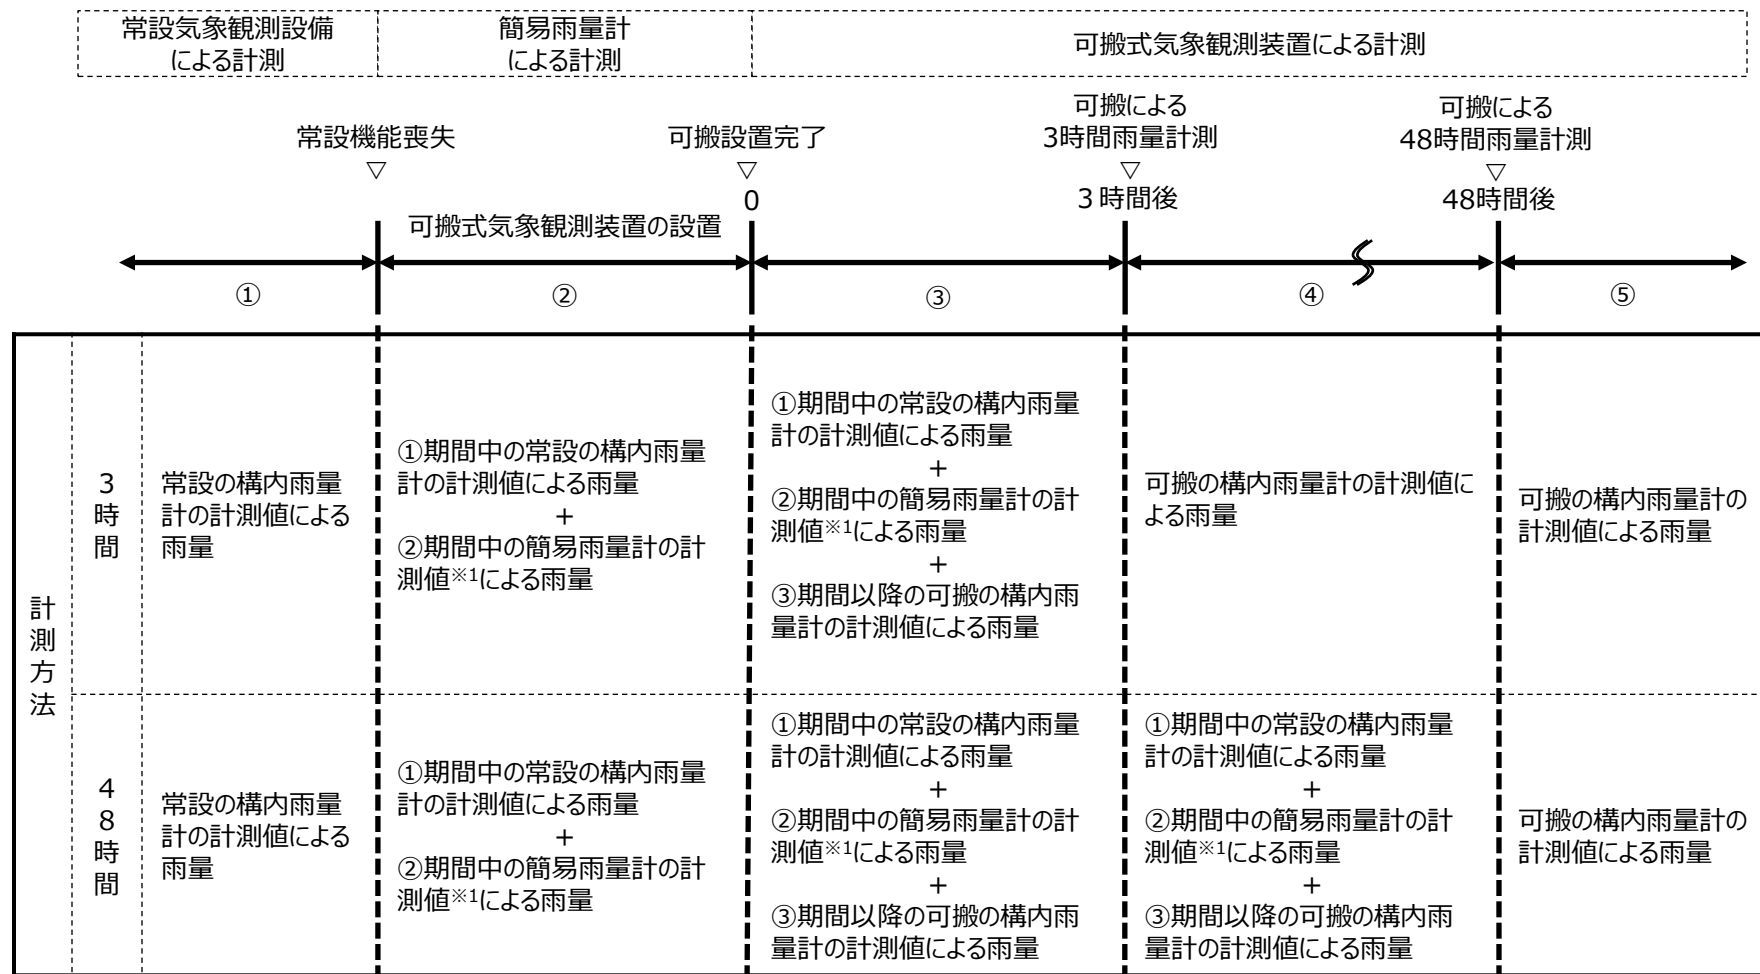 常設気象観測設備
による計測
簡易雨量計
による計測
可搬式気象観測装置による計測
常設機能喪失
▽
可搬設置完了
▽
0
可搬による
3時間雨量計測
▽
3時間後
可搬による
48時間雨量計測
▽
48時間後
可搬式気象観測装置の設置
①
②
③
④
⑤
計測方法
3時間
常設の構内雨量
計の計測値による
雨量
①期間中の常設の構内雨量
計の計測値による雨量
+
②期間中の簡易雨量計の計
測値※1による雨量
①期間中の常設の構内雨量
計の計測値による雨量
+
②期間中の簡易雨量計の計
測値※1による雨量
+
③期間以降の可搬の構内雨
量計の計測値による雨量
可搬の構内雨量計の計測値に
よる雨量
可搬の構内雨量計の
計測値による雨量
48時間
常設の構内雨量
計の計測値による
雨量
①期間中の常設の構内雨量
計の計測値による雨量
+
②期間中の簡易雨量計の計
測値※1による雨量
①期間中の常設の構内雨量
計の計測値による雨量
+
②期間中の簡易雨量計の計
測値※1による雨量
+
③期間以降の可搬の構内雨
量計の計測値による雨量
①期間中の常設の構内雨量
計の計測値による雨量
+
②期間中の簡易雨量計の計
測値※1による雨量
+
③期間以降の可搬の構内雨
量計の計測値による雨量
可搬の構内雨量計の
計測値による雨量